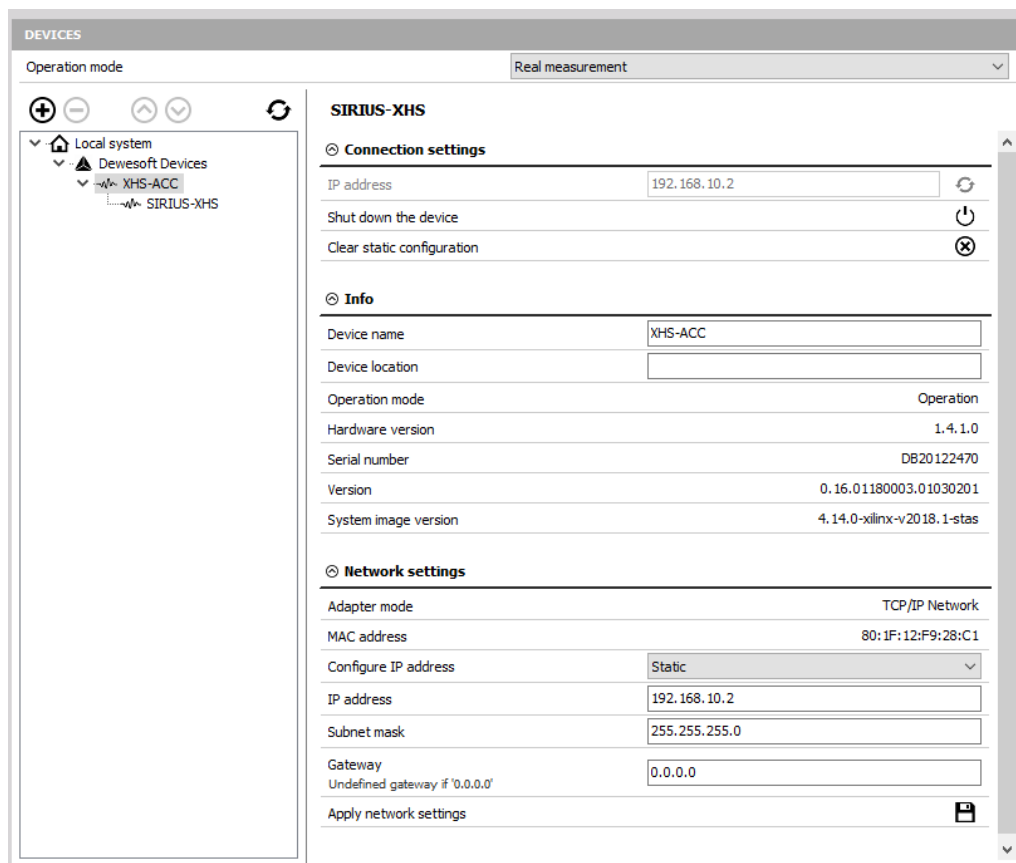 DEVICES
Operation mode Real measurement
SIRIUS-XHS
Local system
Dewesoft Devices
XHS-ACC
SIRIUS-XHS
Connection settings
IP address 192.168.10.2
Shut down the device
Clear static configuration
Info
Device name XHS-ACC
Device location
Operation mode Operation
Hardware version 1.4.1.0
Serial number DB20122470
Version 0.16.01180003.01030201
System image version 4.14.0-xilinx-v2018.1-stas
Network settings
Adapter mode TCP/IP Network
MAC address 80:1F:12:F9:28:C1
Configure IP address Static
IP address 192.168.10.2
Subnet mask 255.255.255.0
Gateway 0.0.0.0
Undefined gateway if '0.0.0.0'
Apply network settings